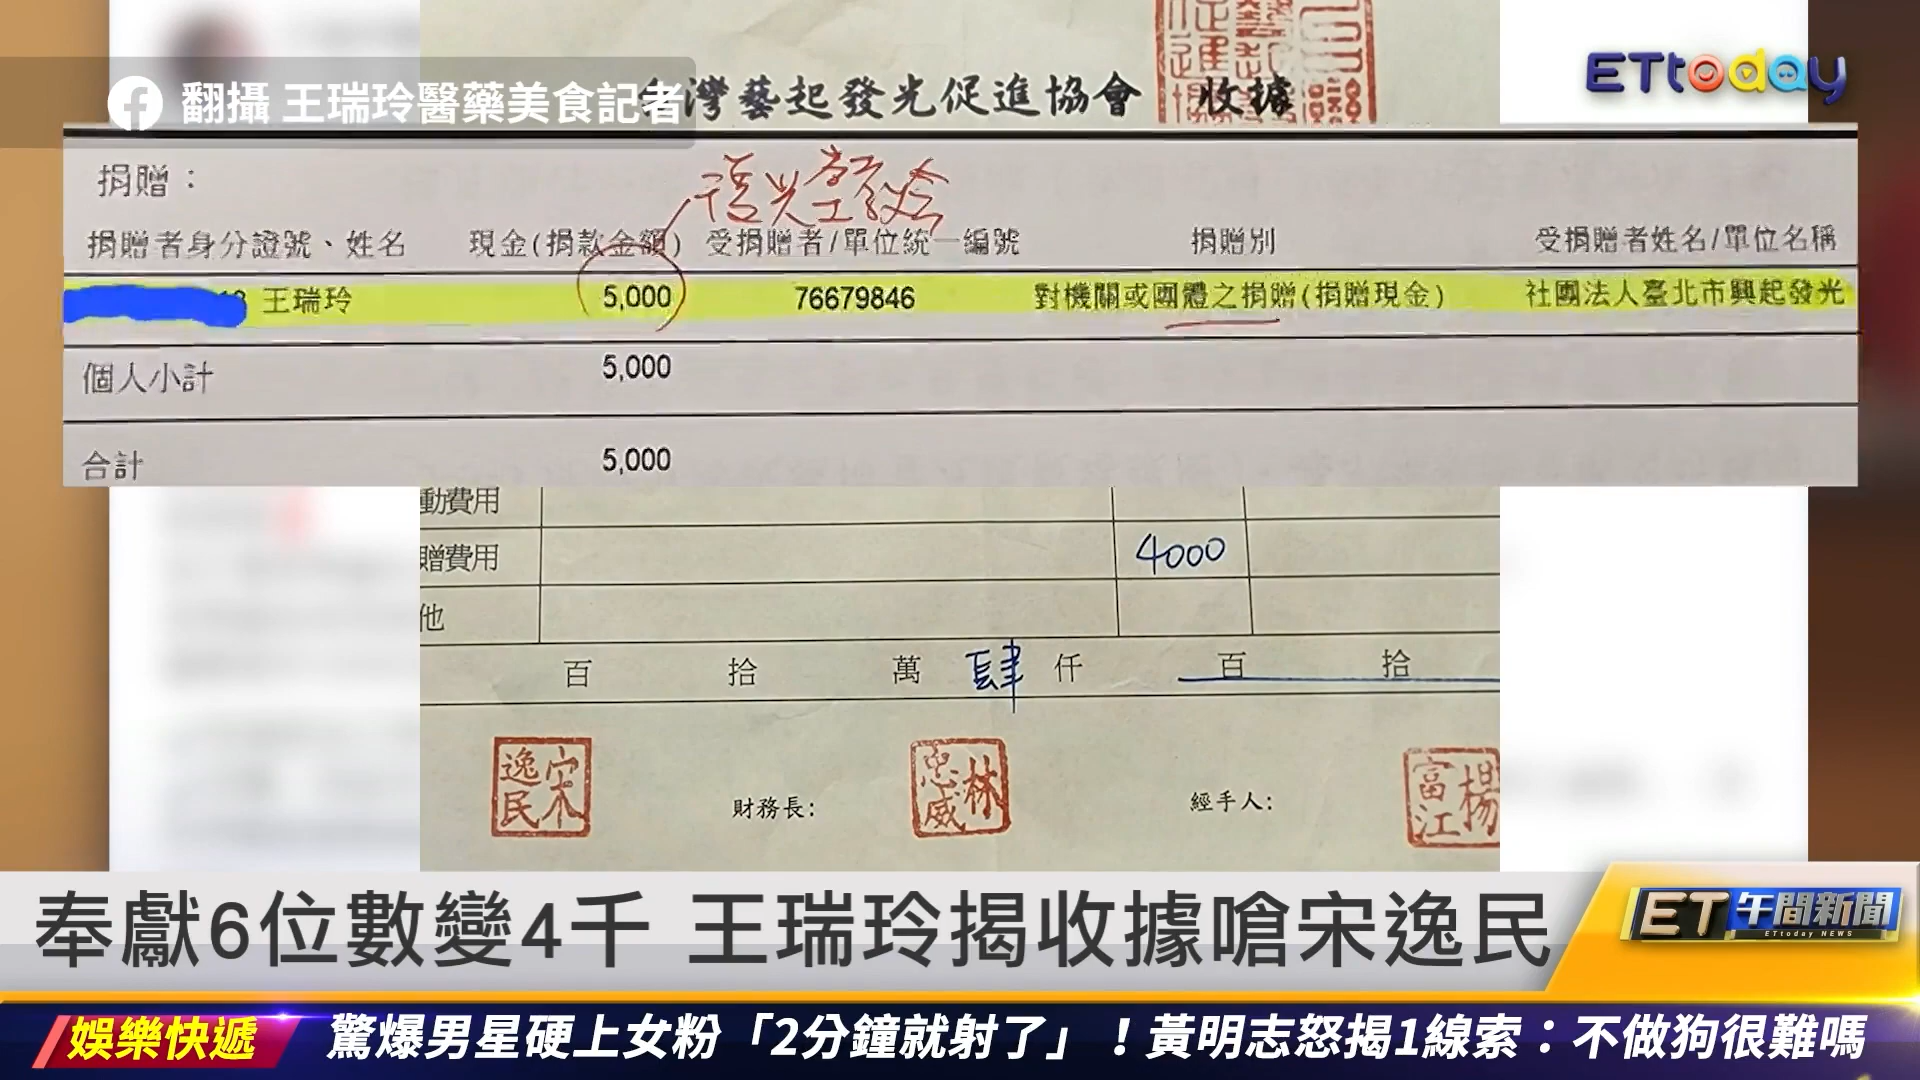 ETtoday
翻攝 王瑞玲醫藥美食記者
灣藝起發光促進協會 收據
捐贈：
捐贈者身分證號、姓名 現金(捐款金額) 受捐贈者/單位統一編號 捐贈別 受捐贈者姓名/單位名稱
王瑞玲 5,000 76679846 對機關或團體之捐贈(捐贈現金) 社團法人臺北市興起發光
個人小計 5,000
合計 5,000
動費用
贈費用 4000
他
百 拾 萬 肆 仟 百 拾
宋逸民 財務長： 林忠威 經手人： 楊富江
奉獻6位數變4千 王瑞玲揭收據嗆宋逸民
ET午間新聞
ETtoday NEWS
娛樂快遞 驚爆男星硬上女粉「2分鐘就射了」！黃明志怒揭1線索：不做狗很難嗎